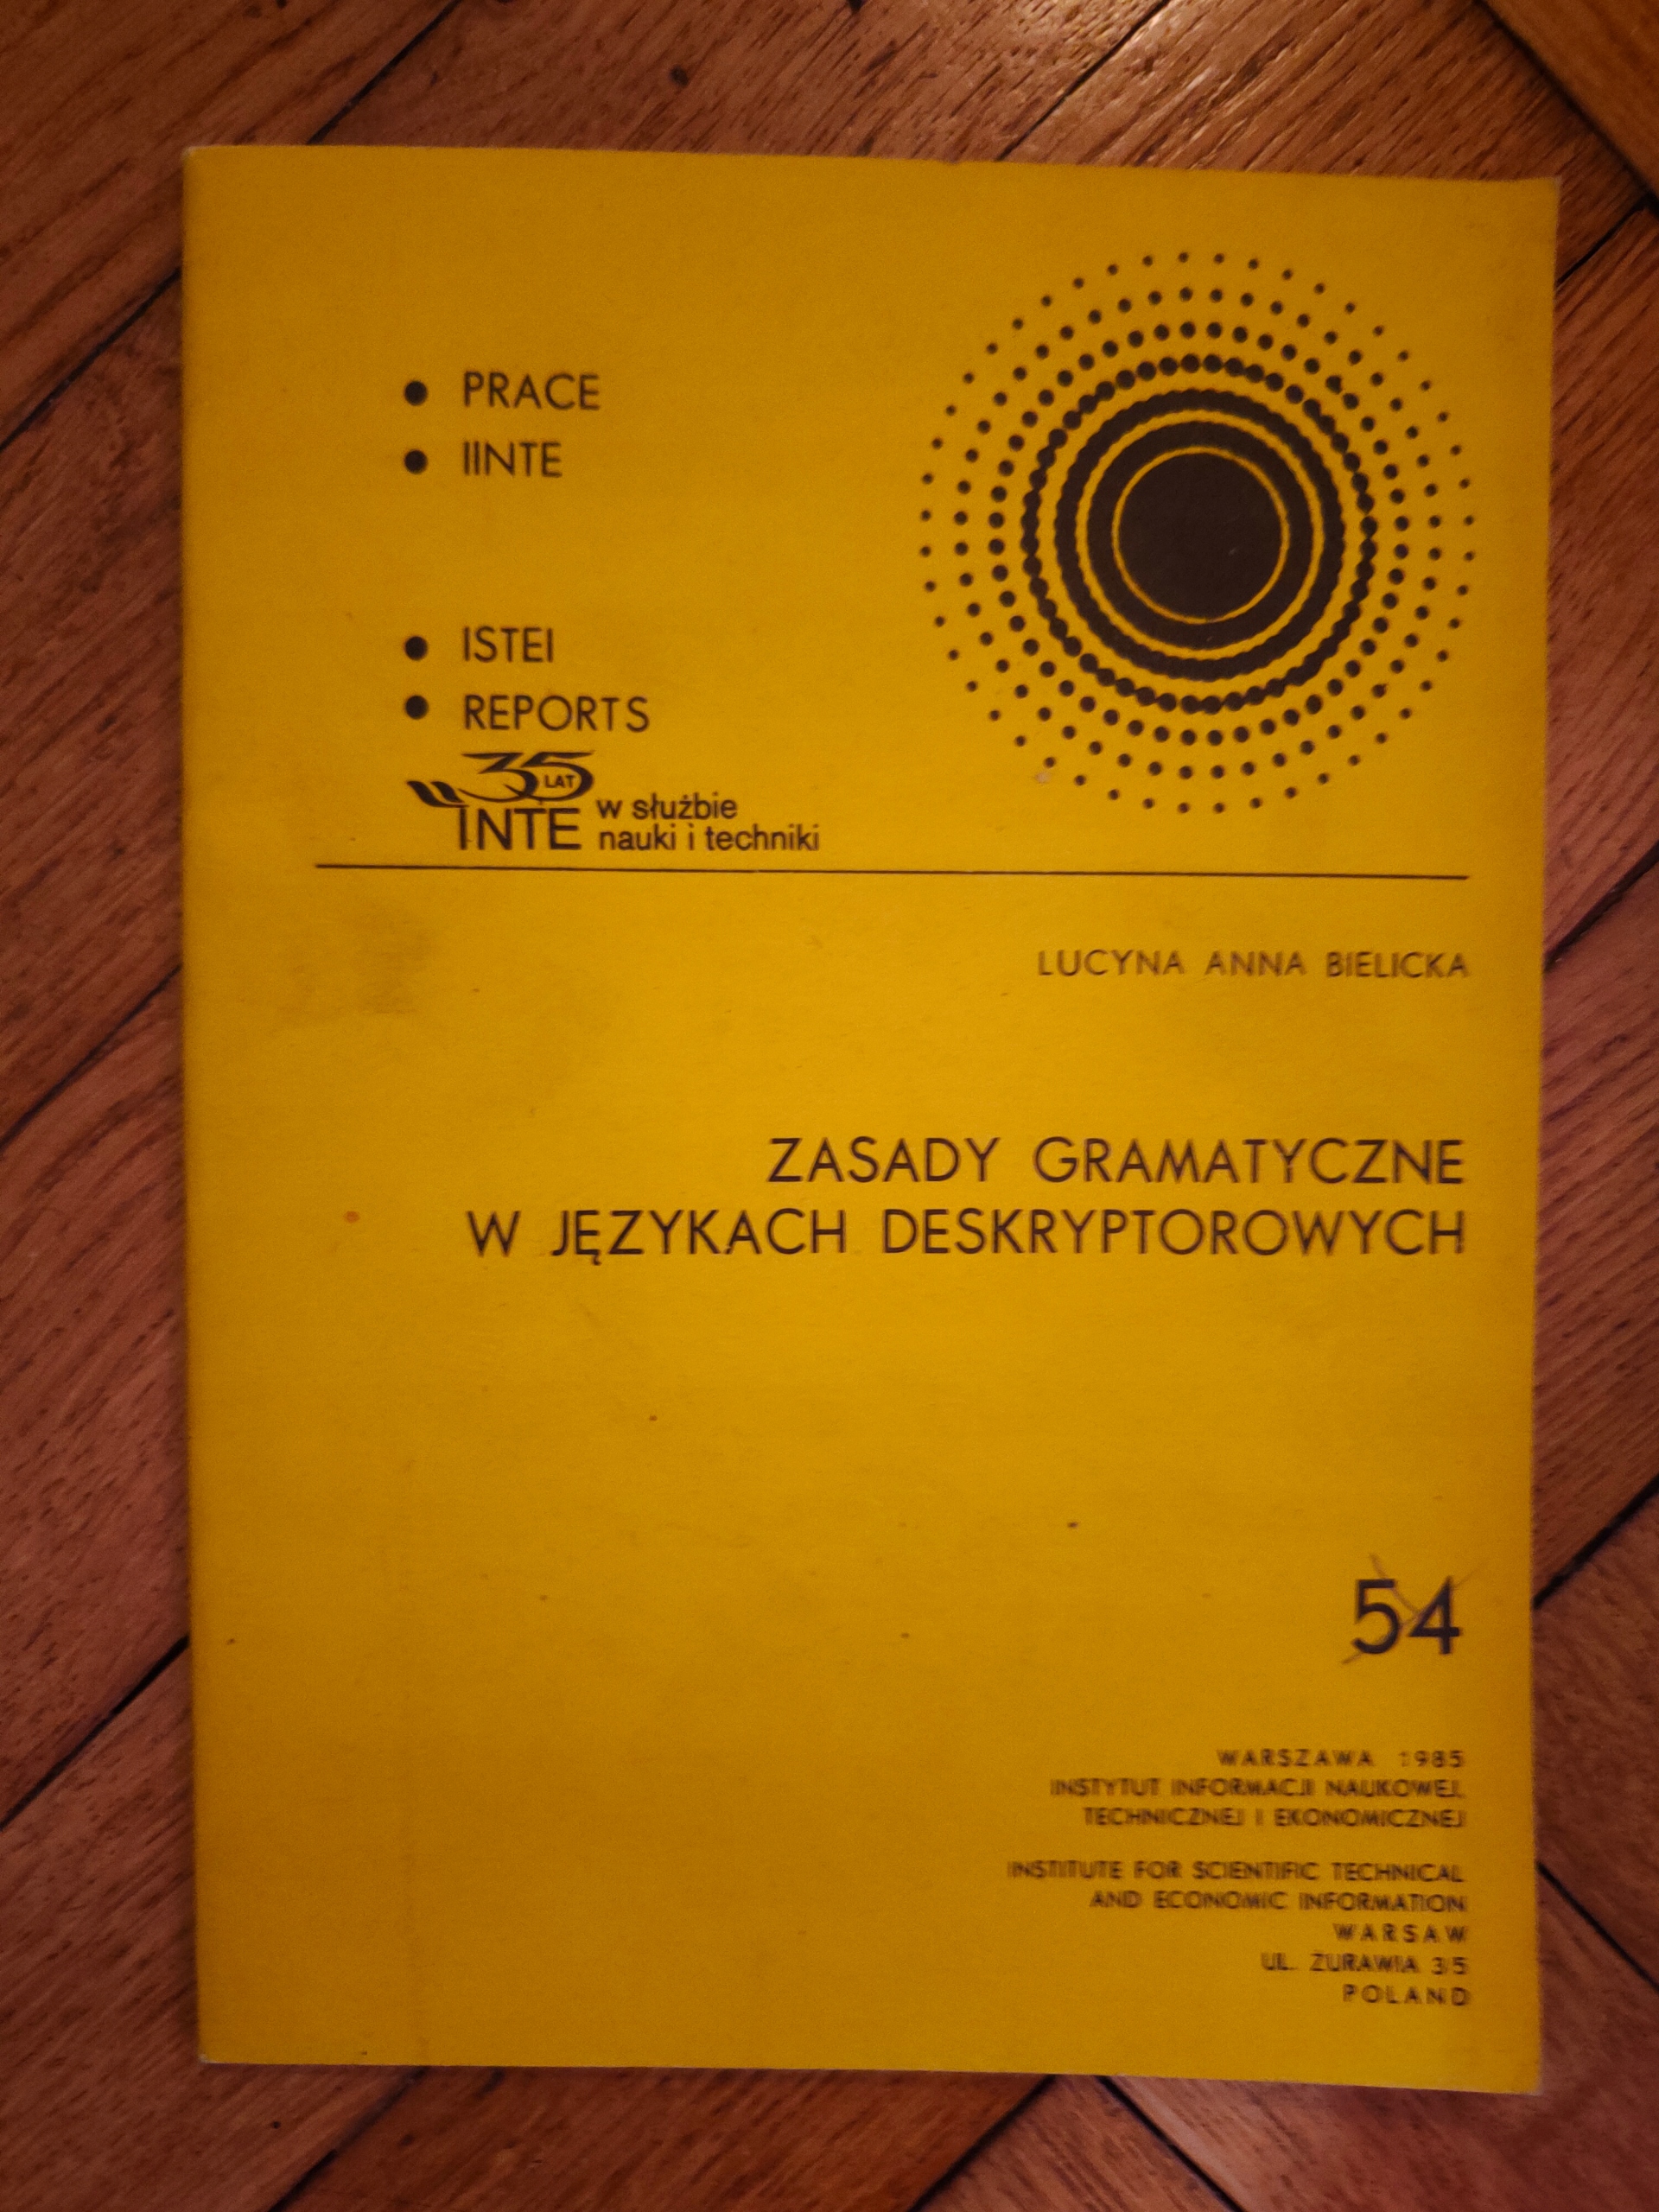 PRACE
IINTE
ISTEI
REPORTS
35 LAT
IINTE w służbie
nauki i techniki
LUCYNA ANNA BIELICKA
ZASADY GRAMATYCZNE
W JĘZYKACH DESKRYPTOROWYCH
54
WARSZAWA 1985
INSTYTUT INFORMACJI NAUKOWEJ,
TECHNICZNEJ I EKONOMICZNEJ
INSTITUTE FOR SCIENTIFIC TECHNICAL
AND ECONOMIC INFORMATION
WARSAW
UL. ŻURAWIA 3/5
POLAND